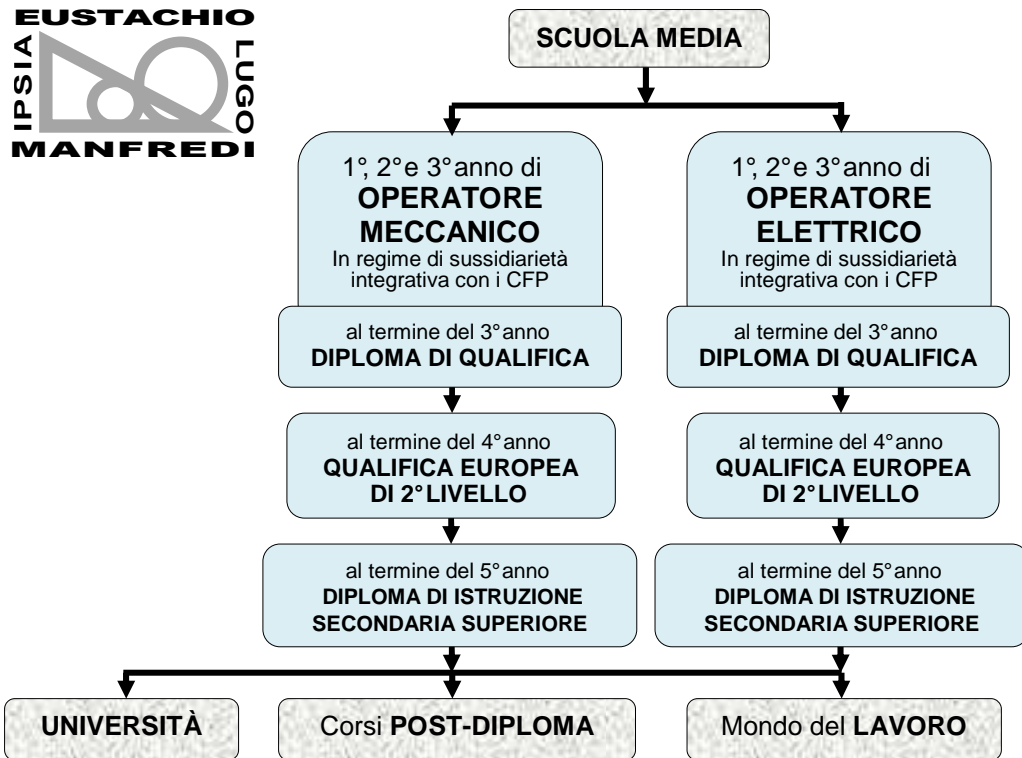 EUSTACHIO
IPSIA
LUGO
MANFREDI
SCUOLA MEDIA
1°, 2° e 3° anno di
OPERATORE
MECCANICO
In regime di sussidiarietà
integrativa con i CFP
1°, 2° e 3° anno di
OPERATORE
ELETTRICO
In regime di sussidiarietà
integrativa con i CFP
al termine del 3° anno
DIPLOMA DI QUALIFICA
al termine del 3° anno
DIPLOMA DI QUALIFICA
al termine del 4° anno
QUALIFICA EUROPEA
DI 2° LIVELLO
al termine del 4° anno
QUALIFICA EUROPEA
DI 2° LIVELLO
al termine del 5° anno
DIPLOMA DI ISTRUZIONE
SECONDARIA SUPERIORE
al termine del 5° anno
DIPLOMA DI ISTRUZIONE
SECONDARIA SUPERIORE
UNIVERSITÀ
Corsi POST-DIPLOMA
Mondo del LAVORO